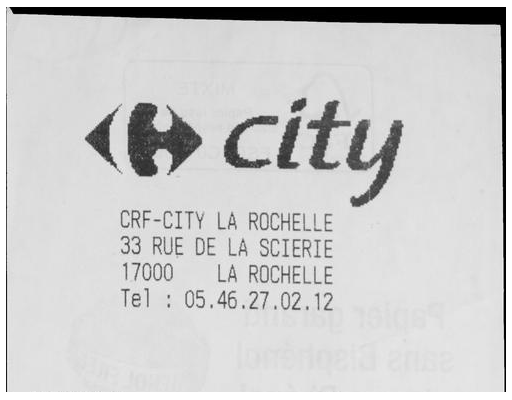 city
CRF-CITY LA ROCHELLE
33 RUE DE LA SCIERIE
17000 LA ROCHELLE
Tel : 05.46.27.02.12
MIXTE
Papier garanti
sans Bisphénol